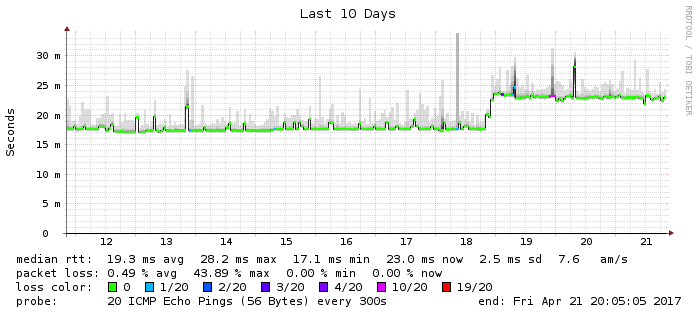 Last 10 Days
RRDTOOL / TOBI OETIKER
Seconds
30 m
25 m
20 m
15 m
10 m
5 m
0
12 13 14 15 16 17 18 19 20 21
median rtt: 19.3 ms avg 28.2 ms max 17.1 ms min 23.0 ms now 2.5 ms sd 7.6 am/s
packet loss: 0.49 % avg 43.89 % max 0.00 % min 0.00 % now
loss color: 0 1/20 2/20 3/20 4/20 10/20 19/20
probe: 20 ICMP Echo Pings (56 Bytes) every 300s end: Fri Apr 21 20:05:05 2017